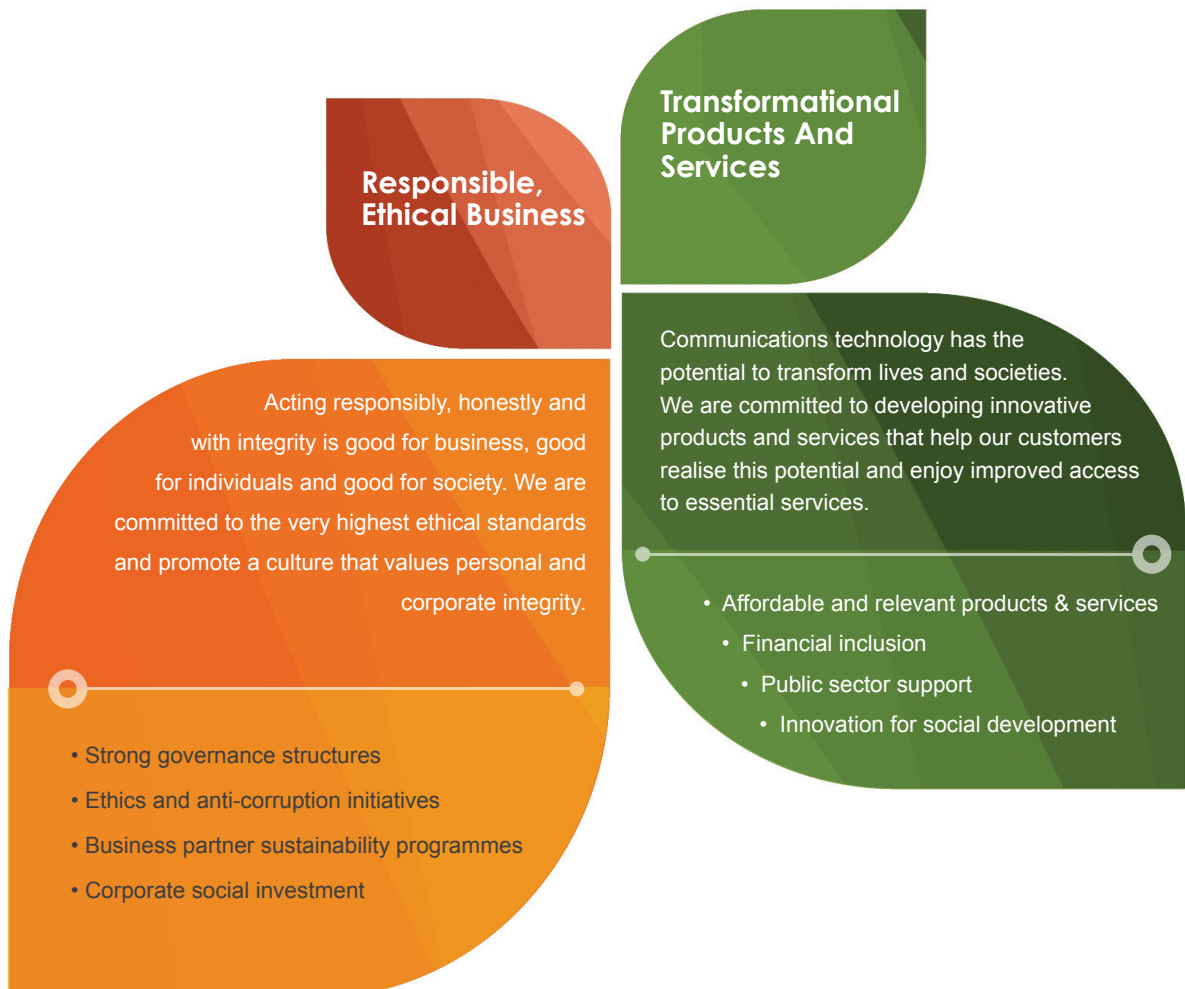 Responsible,
Ethical Business
Acting responsibly, honestly and
with integrity is good for business, good
for individuals and good for society. We are
committed to the very highest ethical standards
and promote a culture that values personal and
corporate integrity.
• Strong governance structures
• Ethics and anti-corruption initiatives
• Business partner sustainability programmes
• Corporate social investment
Transformational
Products And
Services
Communications technology has the
potential to transform lives and societies.
We are committed to developing innovative
products and services that help our customers
realise this potential and enjoy improved access
to essential services.
• Affordable and relevant products & services
• Financial inclusion
• Public sector support
• Innovation for social development